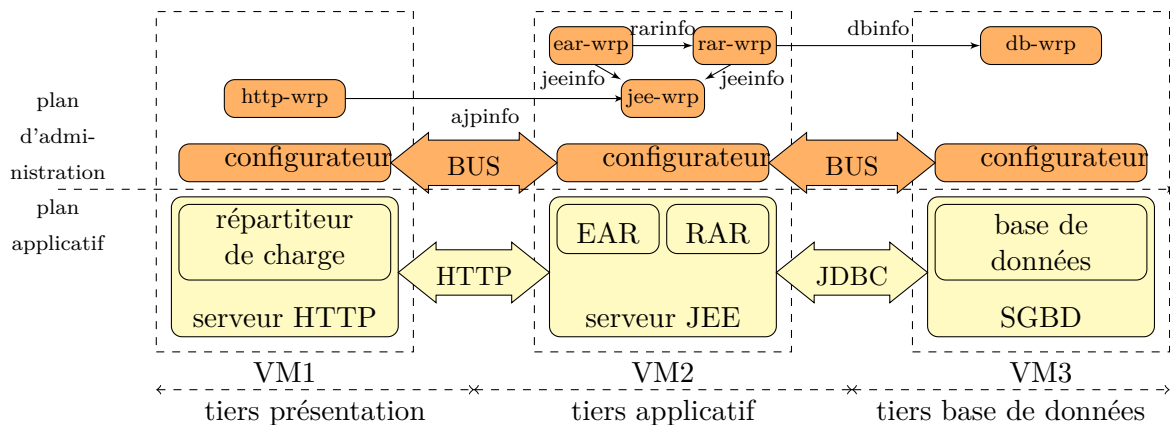 ear-wrp
rarinfo
rar-wrp
dbinfo
db-wrp
jeeinfo
jeeinfo
http-wrp
jee-wrp
ajpinfo
plan
d'admi-
nistration
configurateur
BUS
configurateur
BUS
configurateur
plan
applicatif
répartiteur
de charge
HTTP
serveur HTTP
EAR
RAR
serveur JEE
JDBC
base de
données
SGBD
VM1
VM2
VM3
tiers présentation
tiers applicatif
tiers base de données